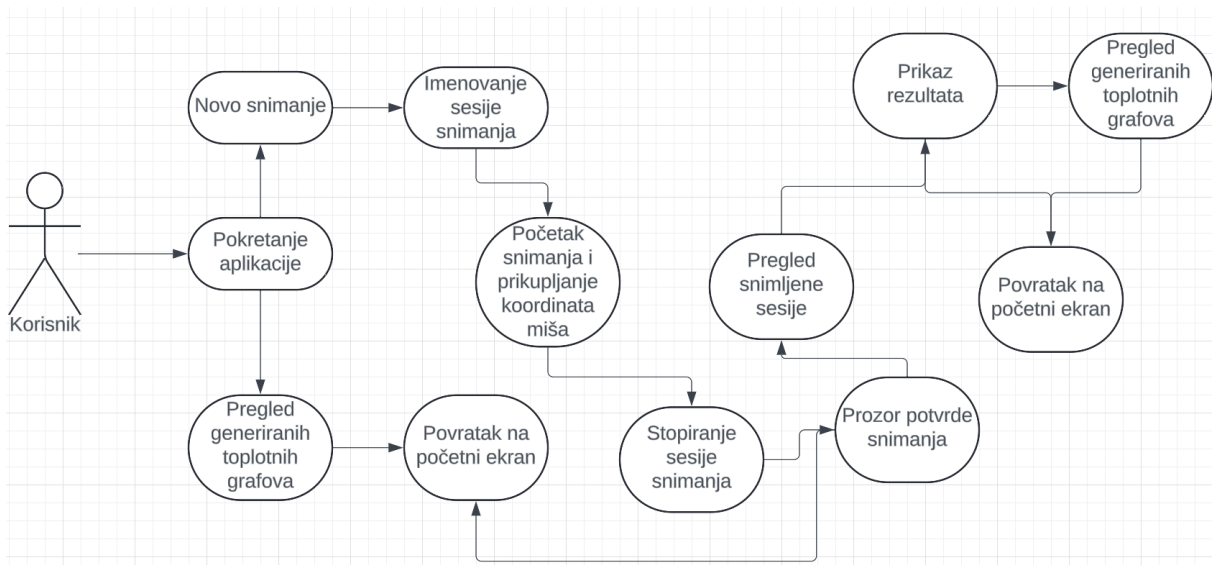 Novo snimanje
Imenovanje
sesije
snimanja
Prikaz
rezultata
Pregled
generiranih
toplotnih
grafova
Korisnik
Pokretanje
aplikacije
Početak
snimanja i
prikupljanje
koordinata
miša
Pregled
snimljene
sesije
Povratak na
početni ekran
Pregled
generiranih
toplotnih
grafova
Povratak na
početni ekran
Stopiranje
sesije
snimanja
Prozor potvrde
snimanja